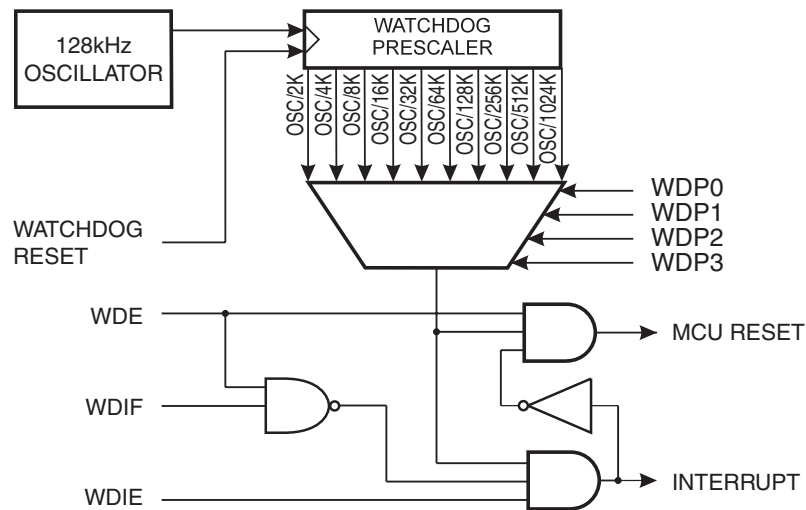 128kHz
OSCILLATOR
WATCHDOG
PRESCALER
OSC/2K
OSC/4K
OSC/8K
OSC/16K
OSC/32K
OSC/64K
OSC/128K
OSC/256K
OSC/512K
OSC/1024K
WATCHDOG
RESET
WDP0
WDP1
WDP2
WDP3
WDE
MCU RESET
WDIF
WDIE
INTERRUPT